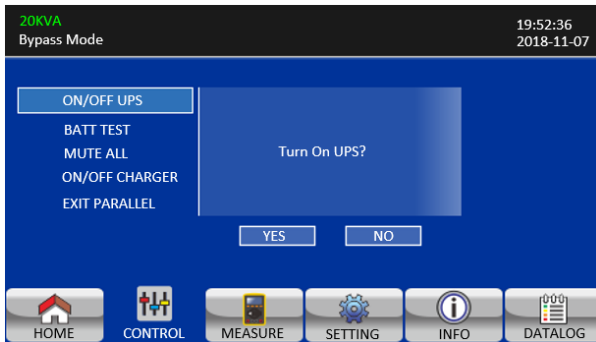 20KVA
Bypass Mode
19:52:36
2018-11-07
ON/OFF UPS
BATT TEST
MUTE ALL
ON/OFF CHARGER
EXIT PARALLEL
Turn On UPS?
YES NO
HOME CONTROL MEASURE SETTING INFO DATALOG